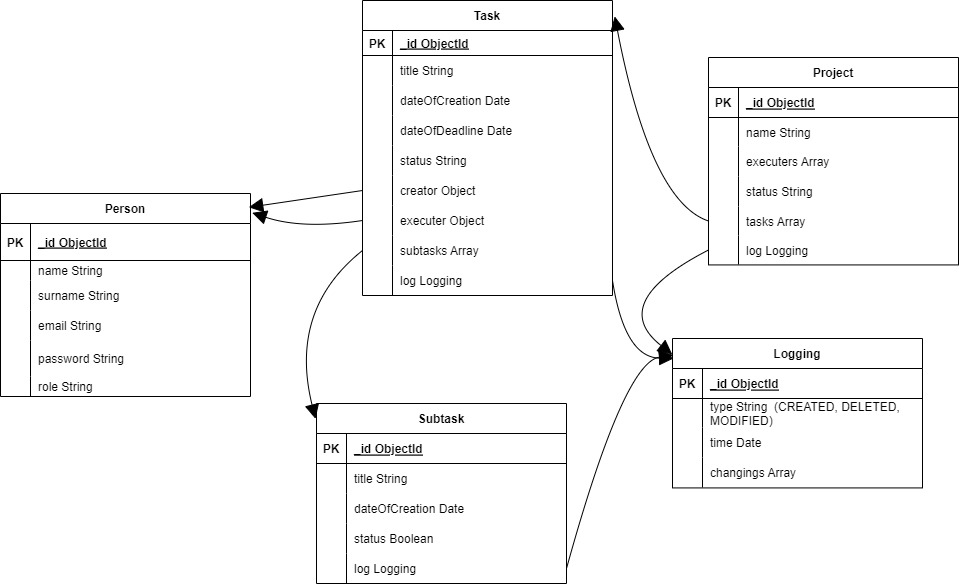 Task
PK _id ObjectId
title String
dateOfCreation Date
dateOfDeadline Date
status String
creator Object
executer Object
subtasks Array
log Logging
Project
PK _id ObjectId
name String
executers Array
status String
tasks Array
log Logging
Person
PK _id ObjectId
name String
surname String
email String
password String
role String
Logging
PK _id ObjectId
type String (CREATED, DELETED,
MODIFIED)
time Date
changings Array
Subtask
PK _id ObjectId
title String
dateOfCreation Date
status Boolean
log Logging